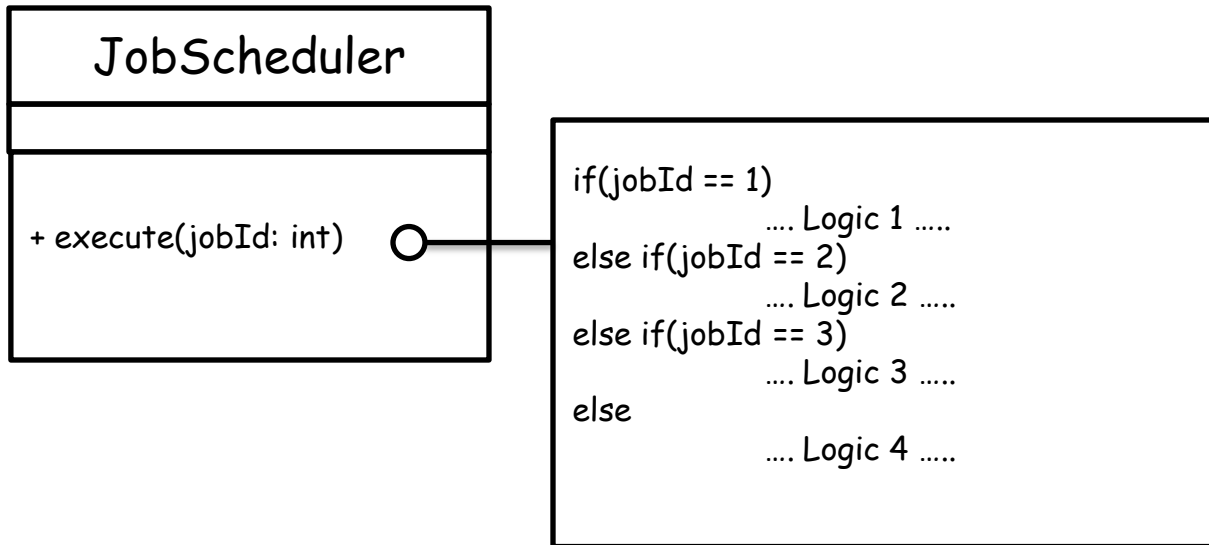 JobScheduler
+ execute(jobId: int)
if(jobId == 1)
…. Logic 1 …..
else if(jobId == 2)
…. Logic 2 …..
else if(jobId == 3)
…. Logic 3 …..
else
…. Logic 4 …..